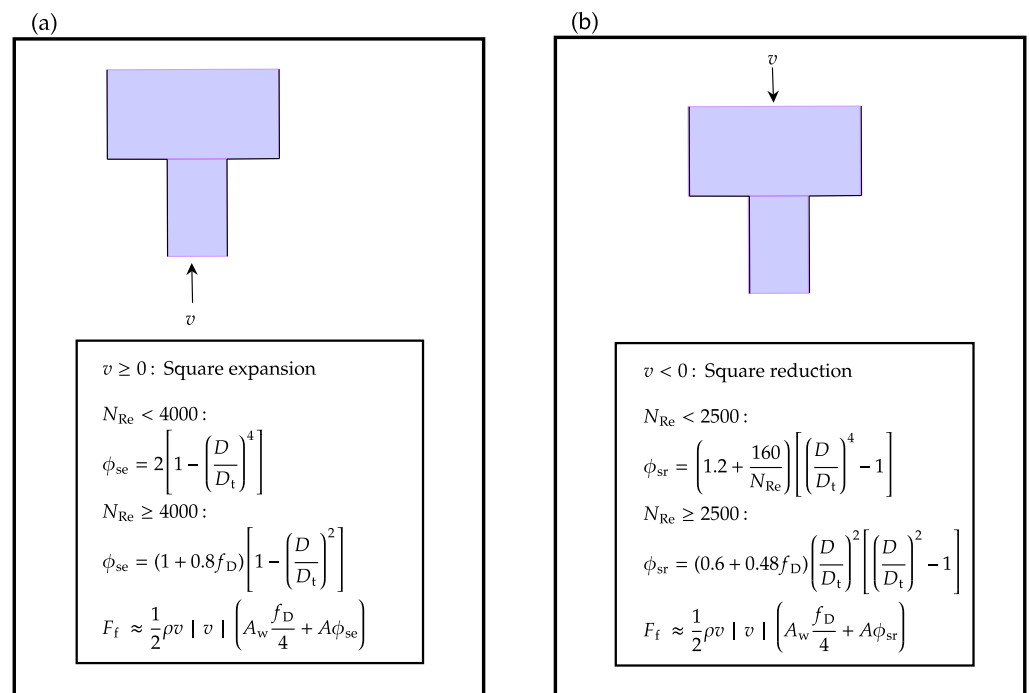 (a)
v
v ≥ 0 : Square expansion
N_Re < 4000 :
ϕ_se = 2[1 − (D/D_t)^4]
N_Re ≥ 4000 :
ϕ_se = (1 + 0.8f_D)[1 − (D/D_t)^2]
F_f ≈ 1/2 ρv | v | (A_w f_D/4 + Aϕ_se)
(b)
v
v < 0 : Square reduction
N_Re < 2500 :
ϕ_sr = (1.2 + 160/N_Re)[(D/D_t)^4 − 1]
N_Re ≥ 2500 :
ϕ_sr = (0.6 + 0.48f_D)(D/D_t)^2[(D/D_t)^2 − 1]
F_f ≈ 1/2 ρv | v | (A_w f_D/4 + Aϕ_sr)